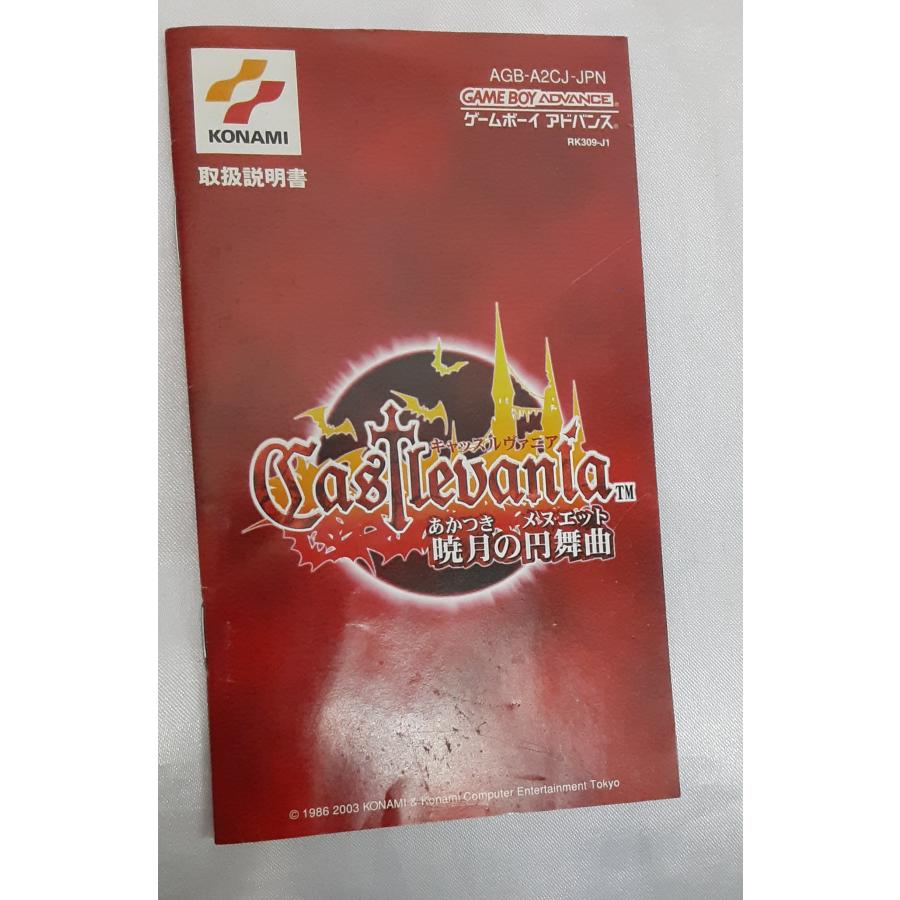 KONAMI
取扱説明書
AGB-A2CJ-JPN
GAME BOY ADVANCE
ゲームボーイ アドバンス
RK309-J1
キャッスルヴァニア
Castlevania™
あかつき メヌエット
暁月の円舞曲
© 1986 2003 KONAMI & Konami Computer Entertainment Tokyo